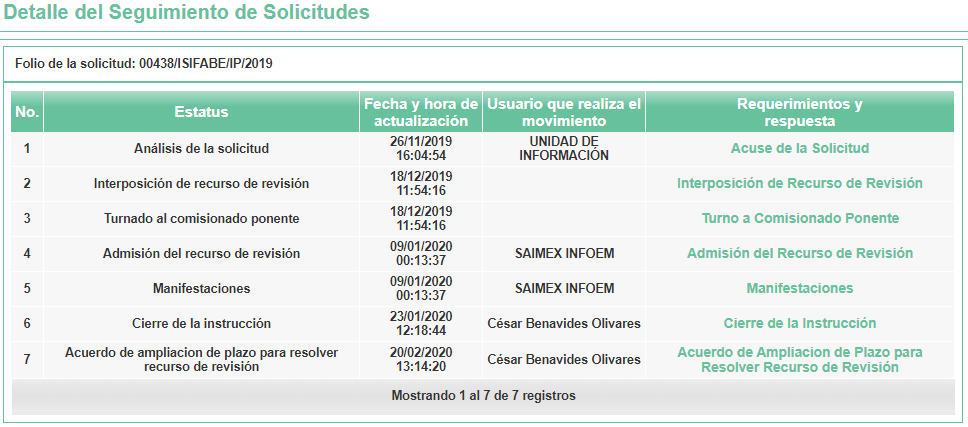 Detalle del Seguimiento de Solicitudes
Folio de la solicitud: 00438/ISIFABE/IP/2019
No. Estatus Fecha y hora de actualización Usuario que realiza el movimiento Requerimientos y respuesta
1 Análisis de la solicitud 26/11/2019 16:04:54 UNIDAD DE INFORMACIÓN Acuse de la Solicitud
2 Interposición de recurso de revisión 18/12/2019 11:54:16 Interposición de Recurso de Revisión
3 Turnado al comisionado ponente 18/12/2019 11:54:16 Turno a Comisionado Ponente
4 Admisión del recurso de revisión 09/01/2020 00:13:37 SAIMEX INFOEM Admisión del Recurso de Revisión
5 Manifestaciones 09/01/2020 00:13:37 SAIMEX INFOEM Manifestaciones
6 Cierre de la instrucción 23/01/2020 12:18:44 César Benavides Olivares Cierre de la Instrucción
7 Acuerdo de ampliacion de plazo para resolver recurso de revisión 20/02/2020 13:14:20 César Benavides Olivares Acuerdo de Ampliacion de Plazo para Resolver Recurso de Revisión
Mostrando 1 al 7 de 7 registros